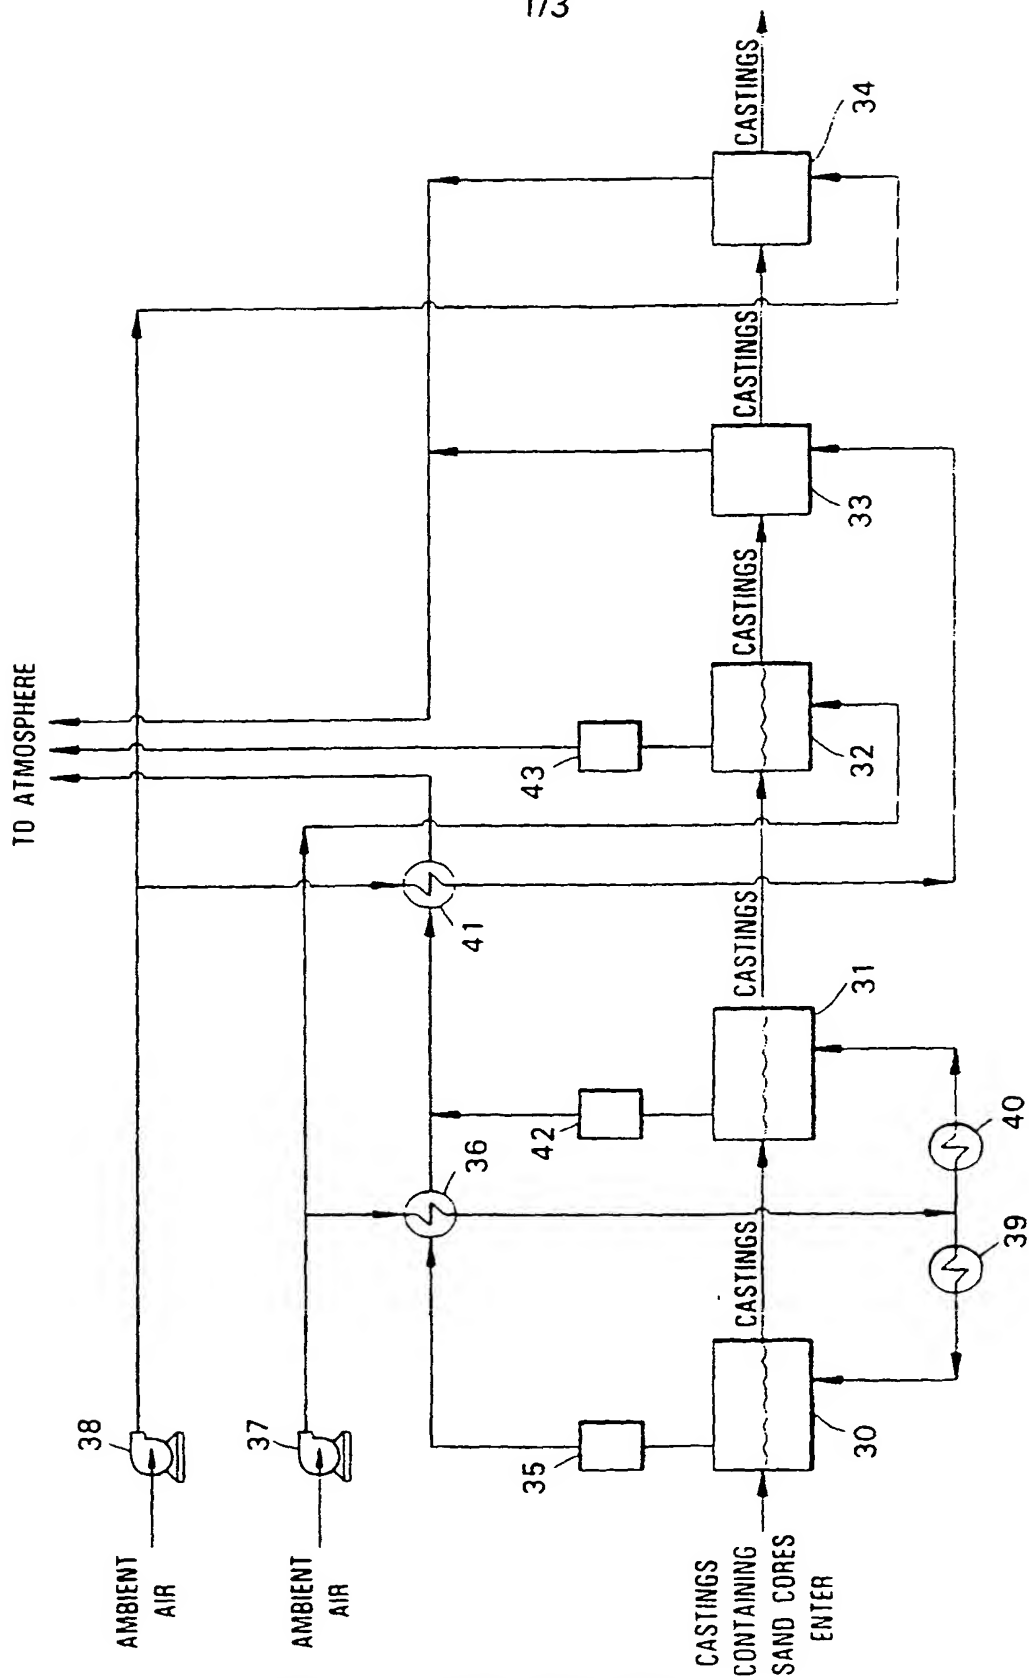 1/3
TO ATMOSPHERE
AMBIENT
AIR
38
AMBIENT
AIR
37
36
41
35
42
43
CASTINGS
CONTAINING
SAND CORES
ENTER
CASTINGS
CASTINGS
CASTINGS
CASTINGS
CASTINGS
30
31
32
33
34
39
40